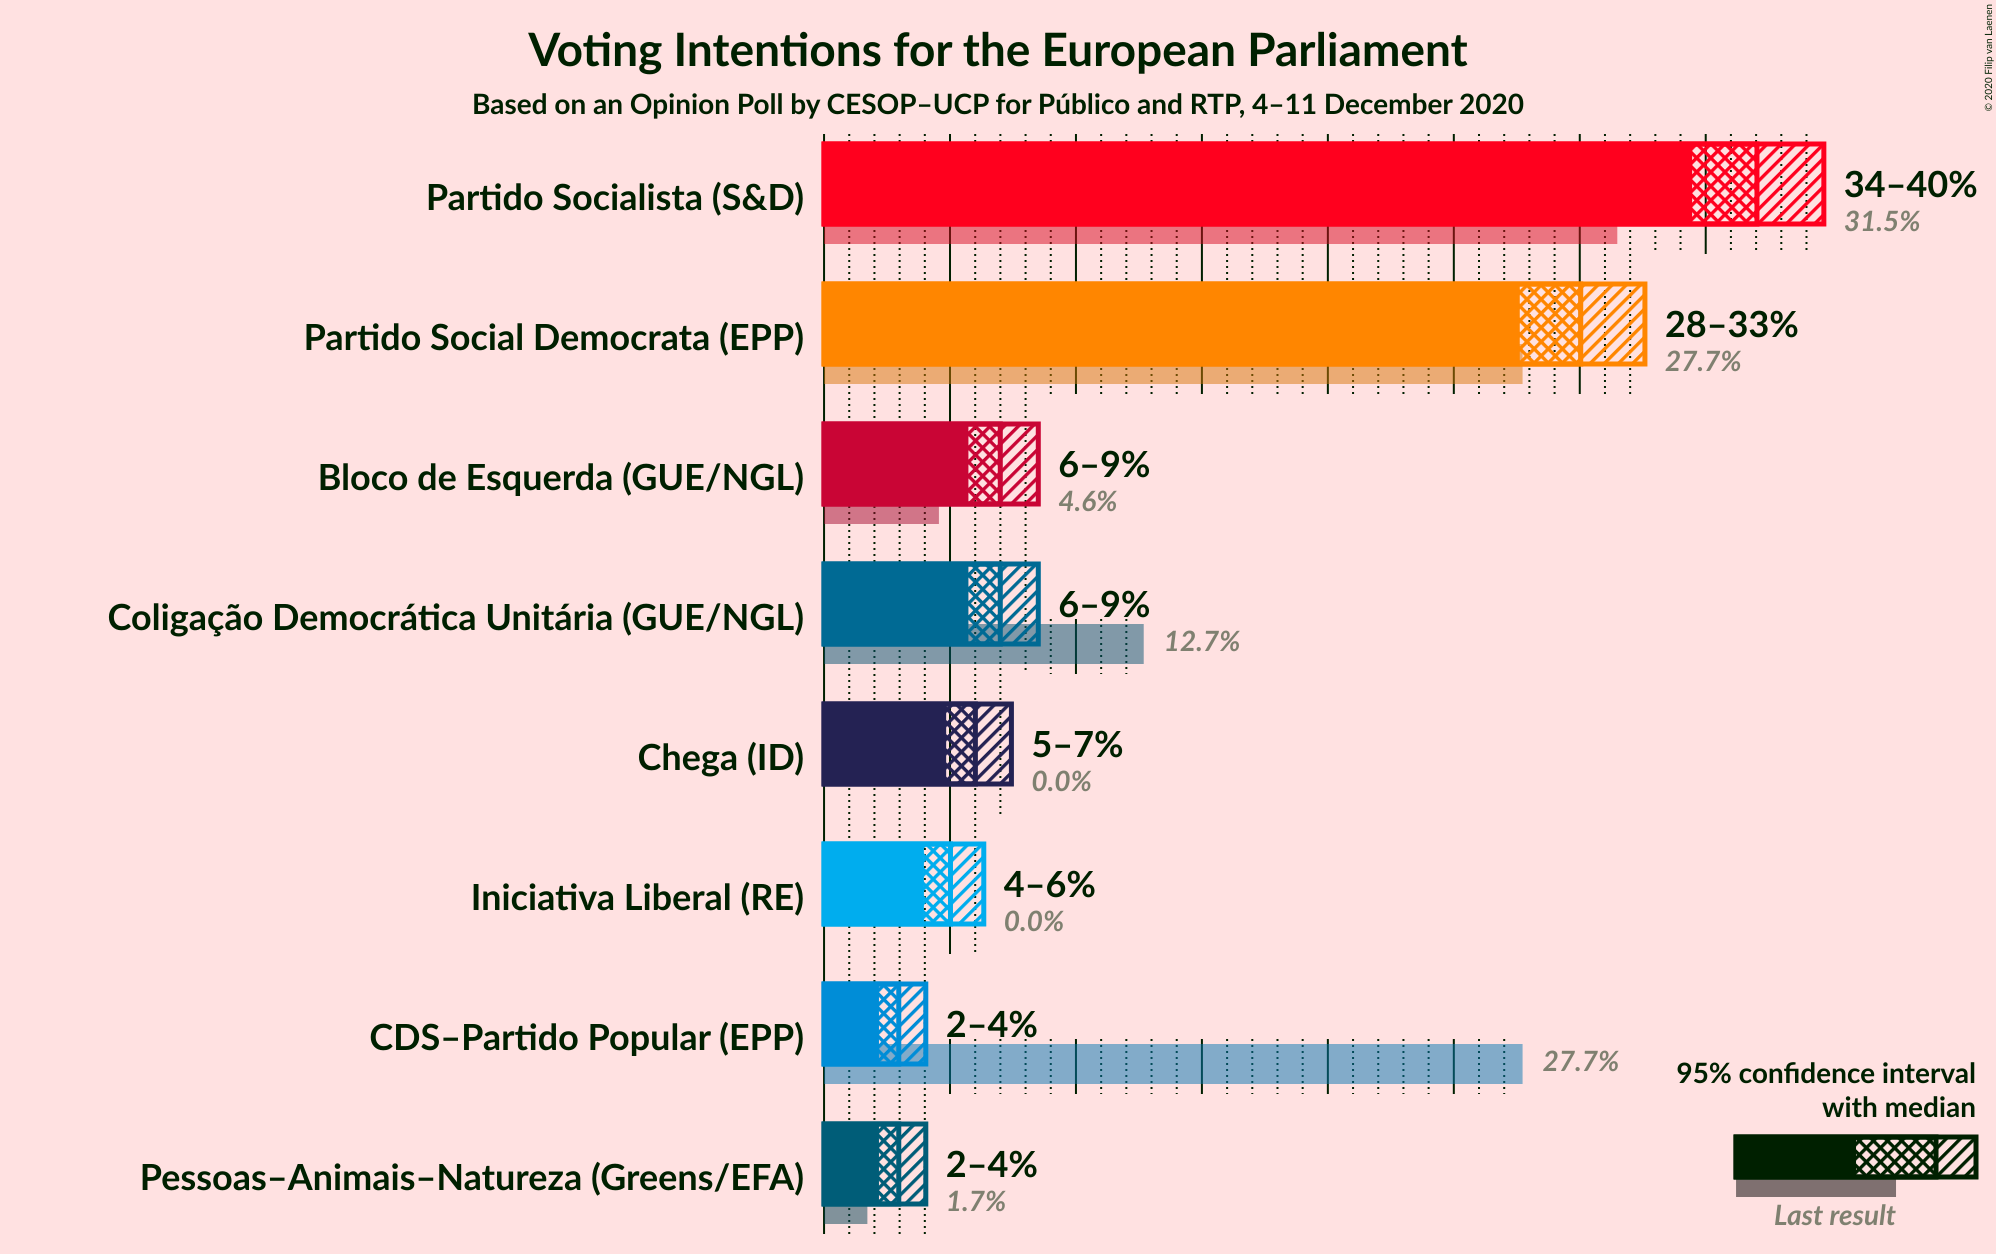 Voting Intentions for the European Parliament
Based on an Opinion Poll by CESOP–UCP for Público and RTP, 4–11 December 2020
© 2020 Filip van Laenen
Partido Socialista (S&D)
34–40%
31.5%
Partido Social Democrata (EPP)
28–33%
27.7%
Bloco de Esquerda (GUE/NGL)
6–9%
4.6%
Coligação Democrática Unitária (GUE/NGL)
6–9%
12.7%
Chega (ID)
5–7%
0.0%
Iniciativa Liberal (RE)
4–6%
0.0%
CDS–Partido Popular (EPP)
2–4%
27.7%
Pessoas–Animais–Natureza (Greens/EFA)
2–4%
1.7%
95% confidence interval
with median
Last result